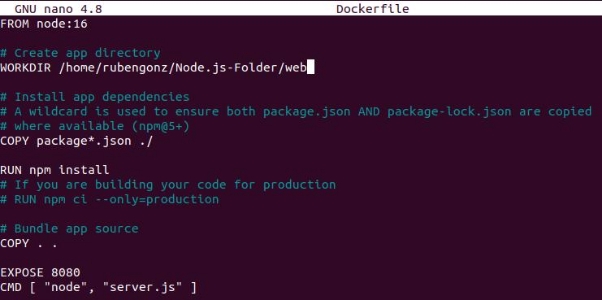 GNU nano 4.8 Dockerfile
FROM node:16
# Create app directory
WORKDIR /home/rubengonz/Node.js-Folder/web
# Install app dependencies
# A wildcard is used to ensure both package.json AND package-lock.json are copied
# where available (npm@5+)
COPY package*.json ./
RUN npm install
# If you are building your code for production
# RUN npm ci --only=production
# Bundle app source
COPY . .
EXPOSE 8080
CMD [ "node", "server.js" ]